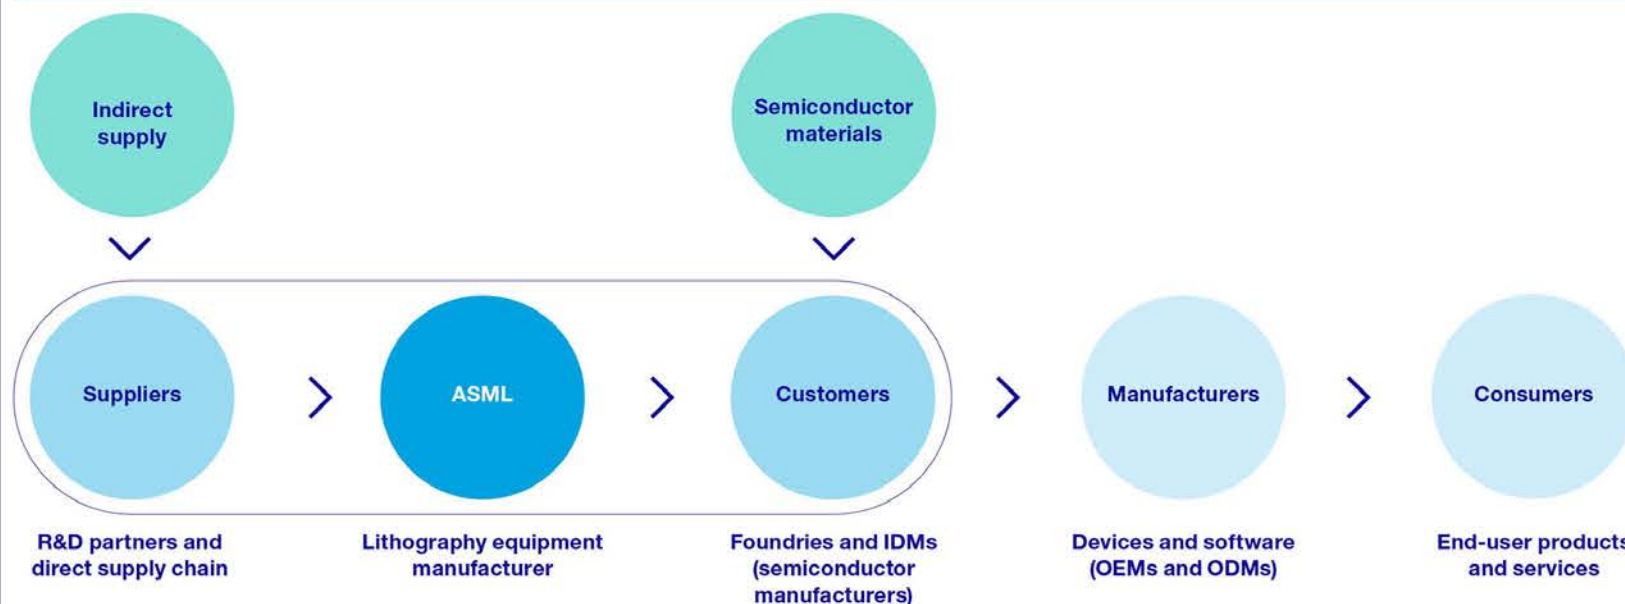 Indirect
supply
Semiconductor
materials
Suppliers
ASML
Customers
Manufacturers
Consumers
R&D partners and
direct supply chain
Lithography equipment
manufacturer
Foundries and IDMs
(semiconductor
manufacturers)
Devices and software
(OEMs and ODMs)
End-user products
and services